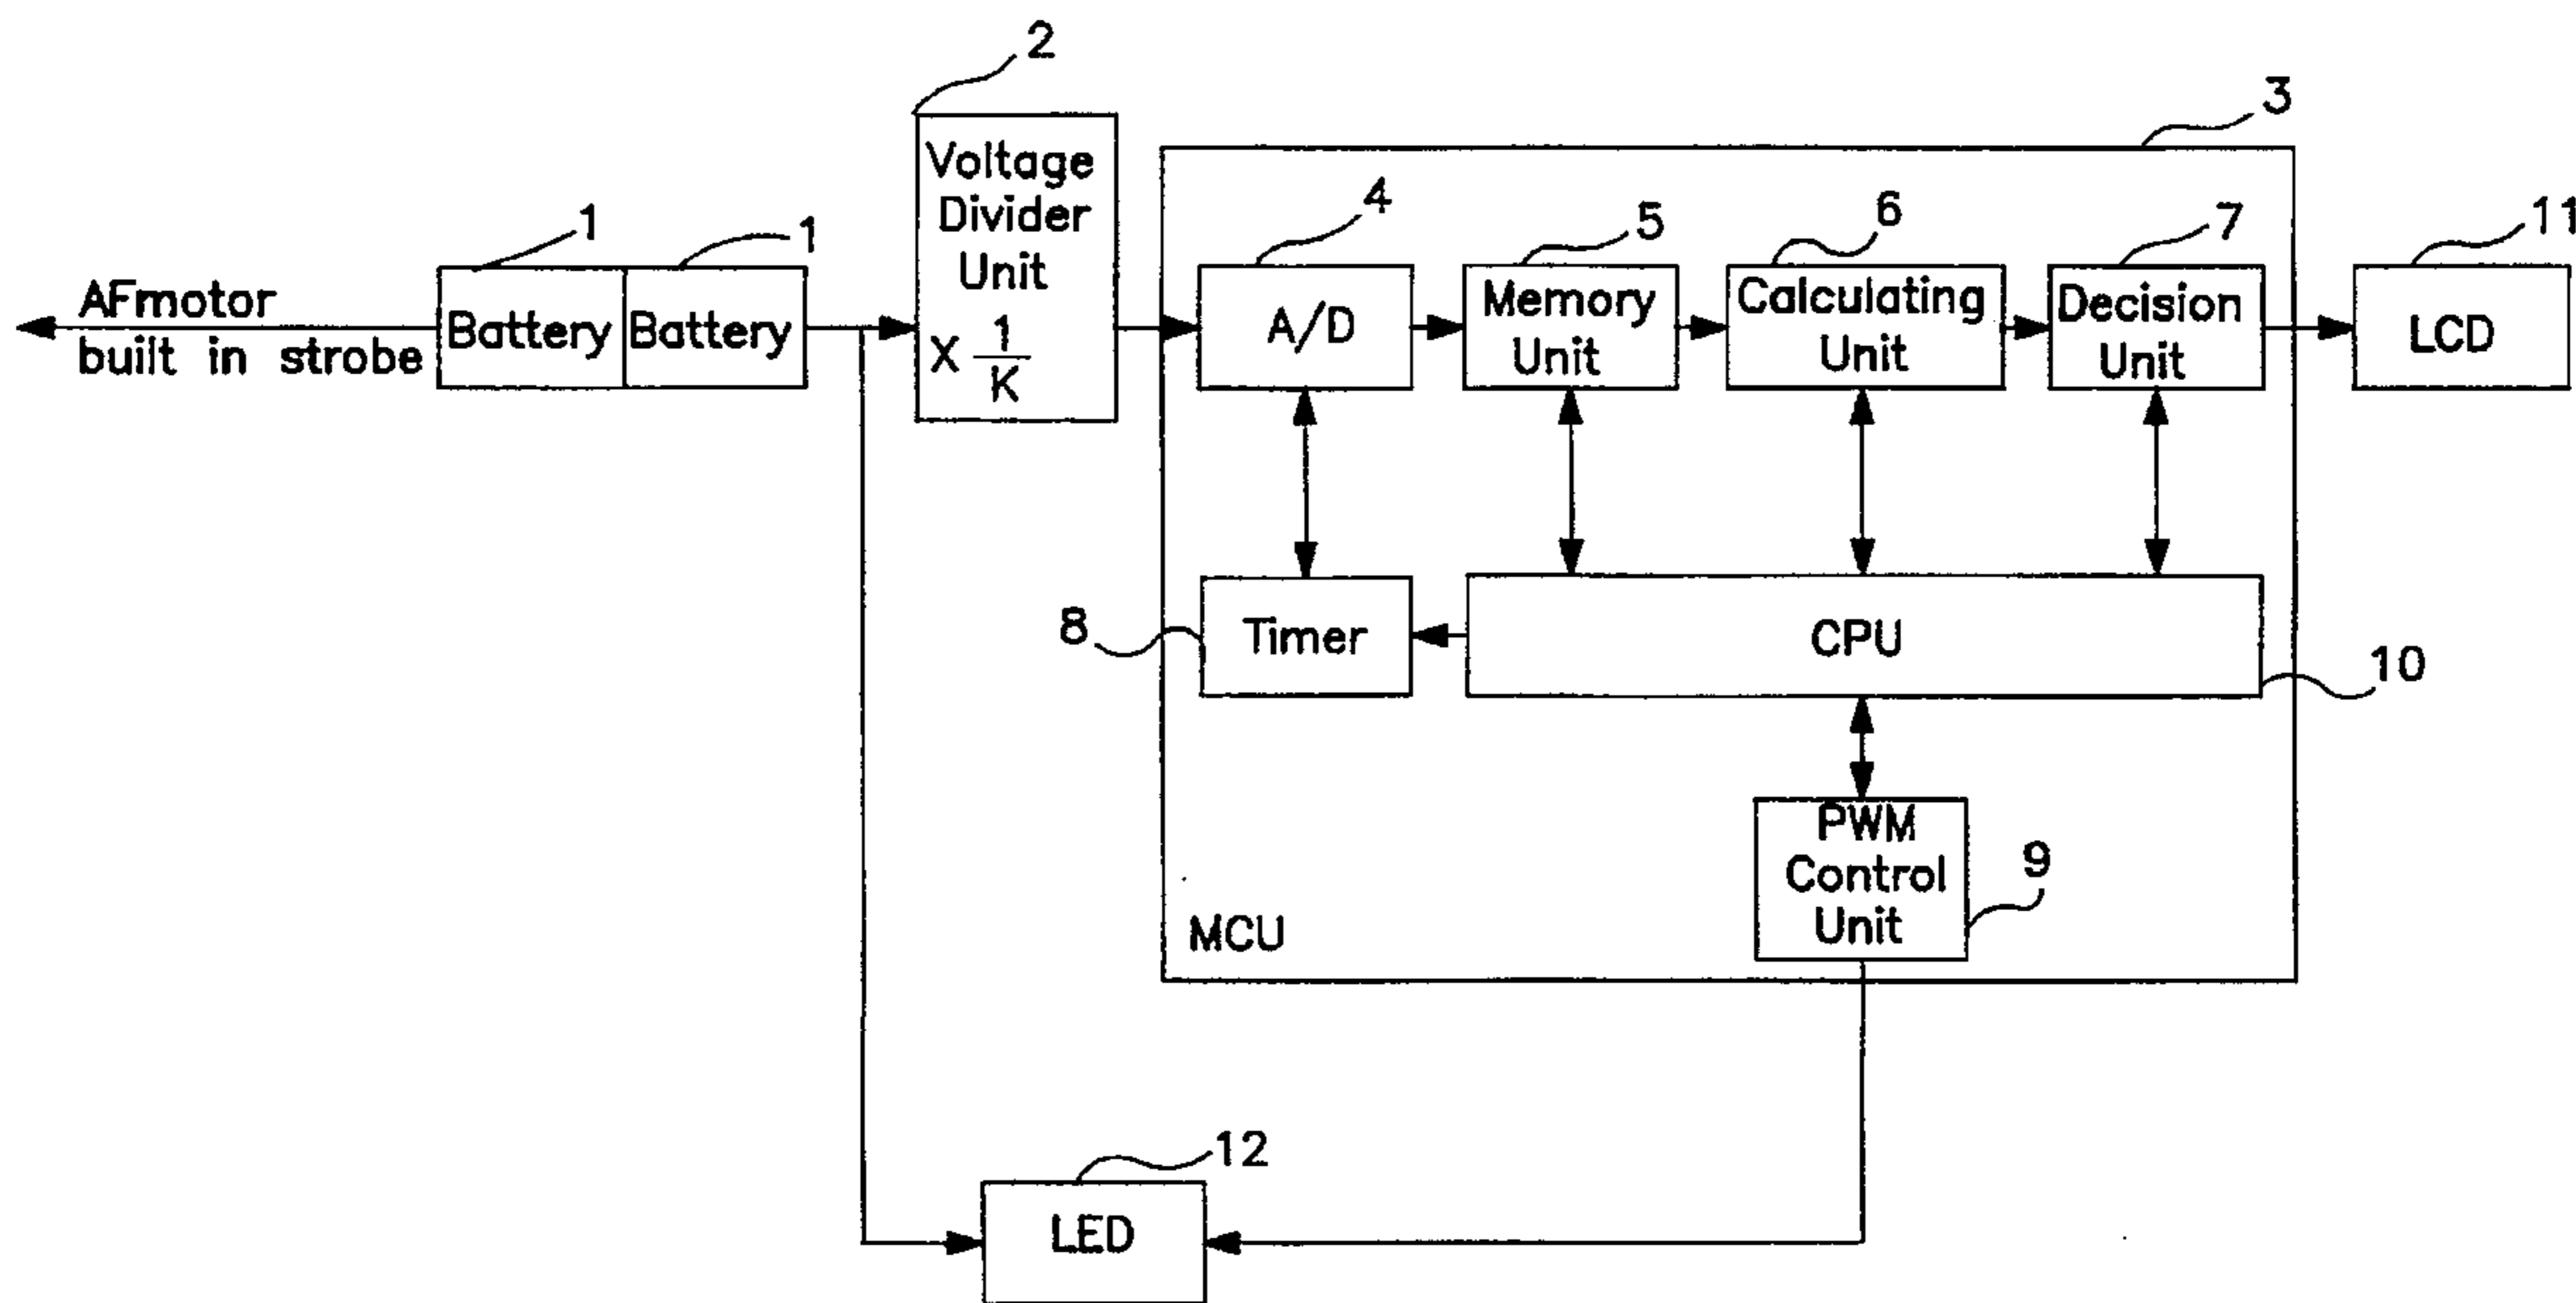 2
3
Voltage
Divider
Unit
X 1/K
1
1
4
5
6
7
11
AFmotor
built in strobe
Battery
Battery
A/D
Memory
Unit
Calculating
Unit
Decision
Unit
LCD
8
Timer
CPU
10
PWM
Control
Unit
9
MCU
12
LED